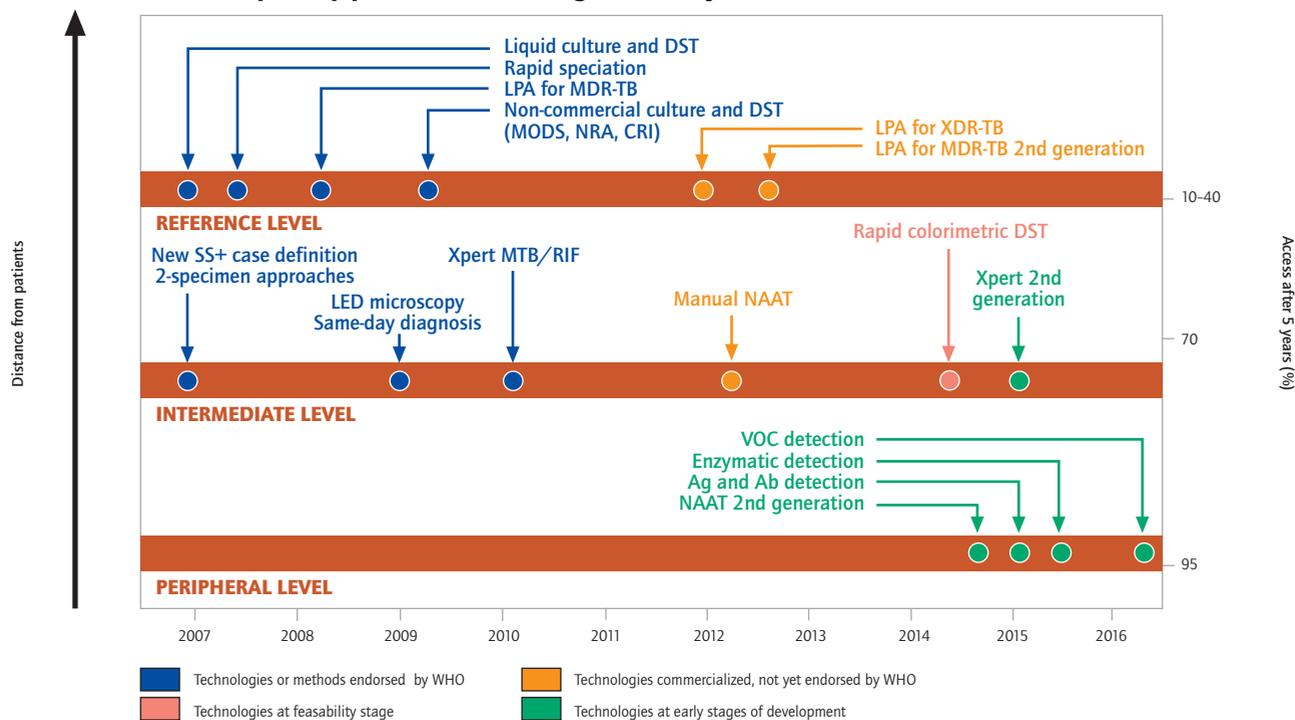 Liquid culture and DST
Rapid speciation
LPA for MDR-TB
Non-commercial culture and DST
(MODS, NRA, CRI)
LPA for XDR-TB
LPA for MDR-TB 2nd generation
10–40
REFERENCE LEVEL
New SS+ case definition
2-specimen approaches
LED microscopy
Same-day diagnosis
Xpert MTB/RIF
Manual NAAT
Rapid colorimetric DST
Xpert 2nd
generation
70
INTERMEDIATE LEVEL
VOC detection
Enzymatic detection
Ag and Ab detection
NAAT 2nd generation
95
PERIPHERAL LEVEL
Distance from patients
Access after 5 years (%)
2007 2008 2009 2010 2011 2012 2013 2014 2015 2016
Technologies or methods endorsed by WHO
Technologies commercialized, not yet endorsed by WHO
Technologies at feasability stage
Technologies at early stages of development